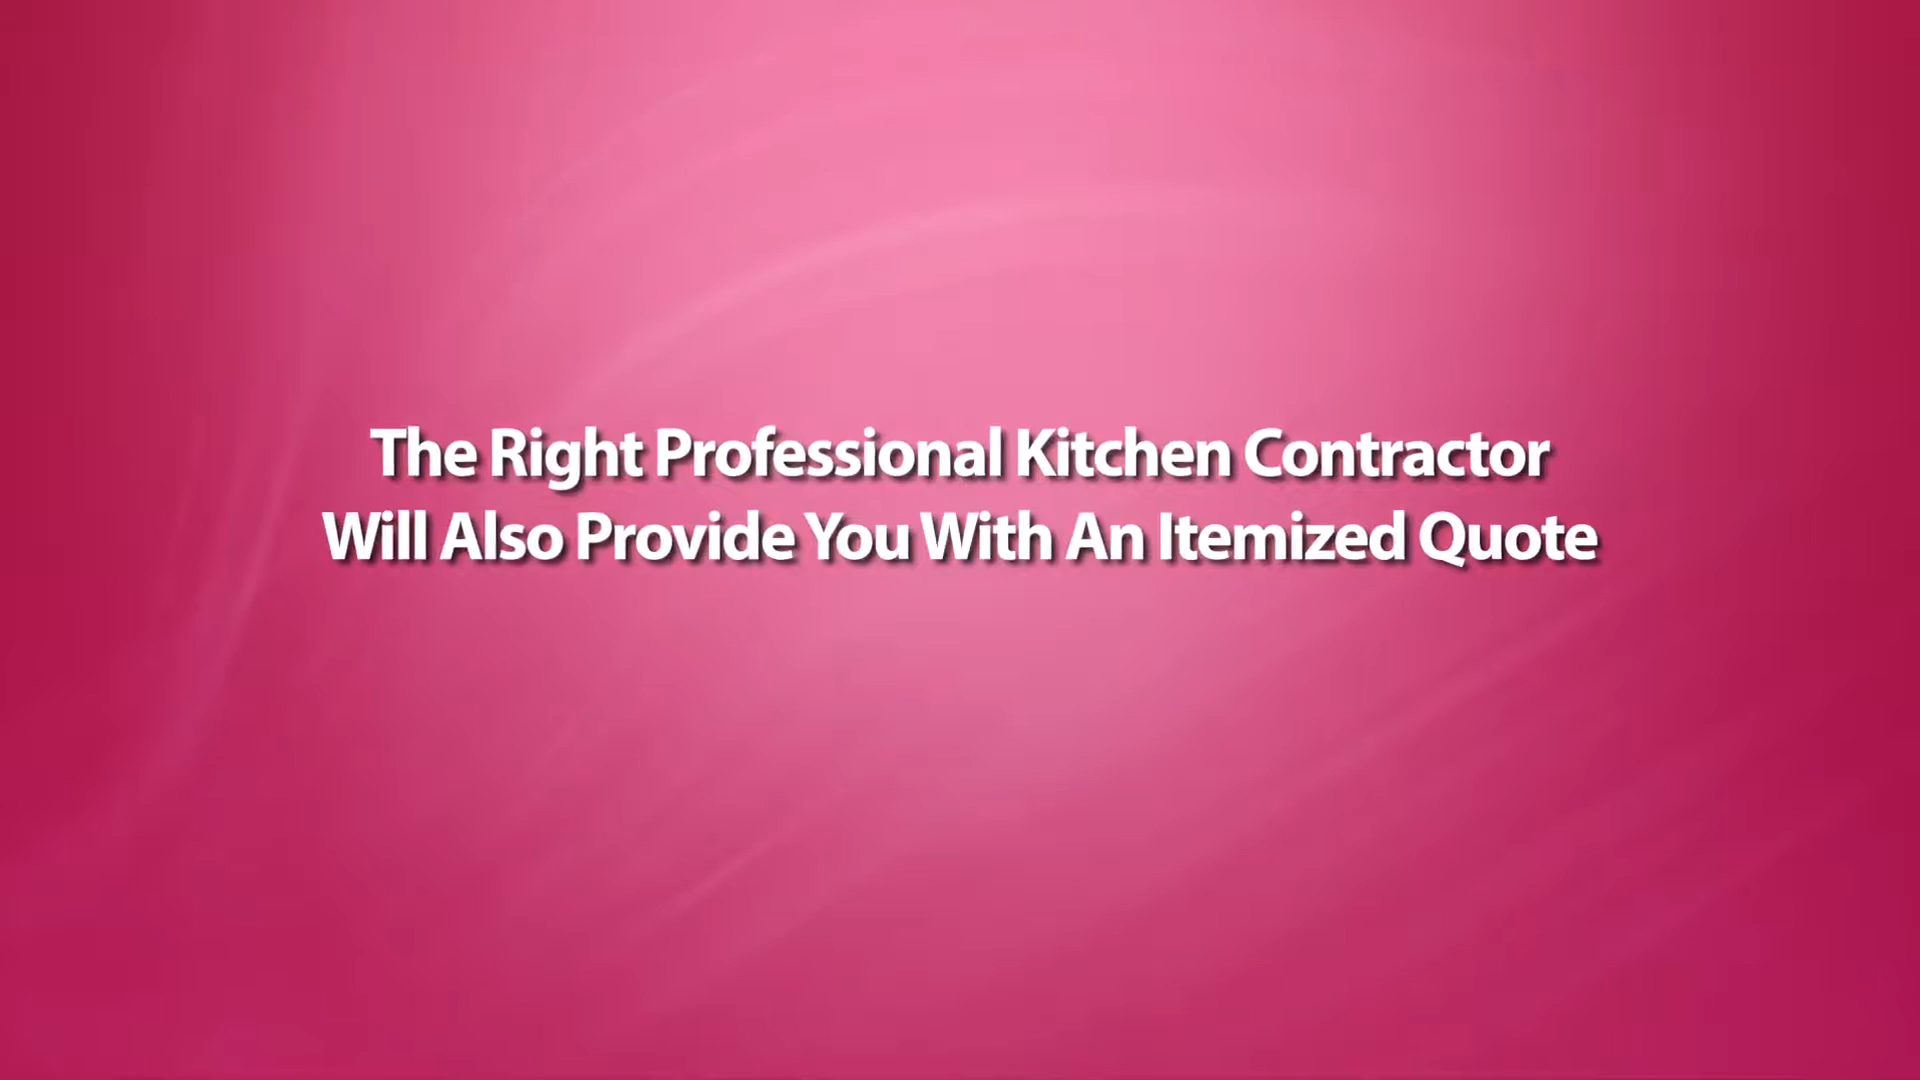 The Right Professional Kitchen Contractor
Will Also Provide You With An Itemized Quote